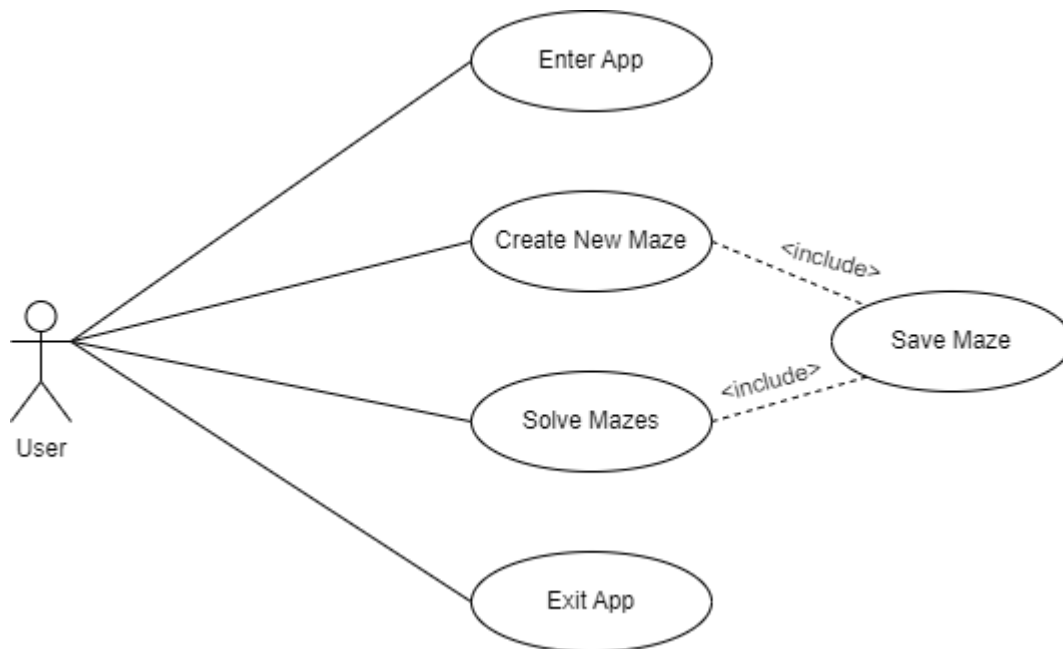 Enter App
Create New Maze
<include>
Save Maze
<include>
Solve Mazes
User
Exit App